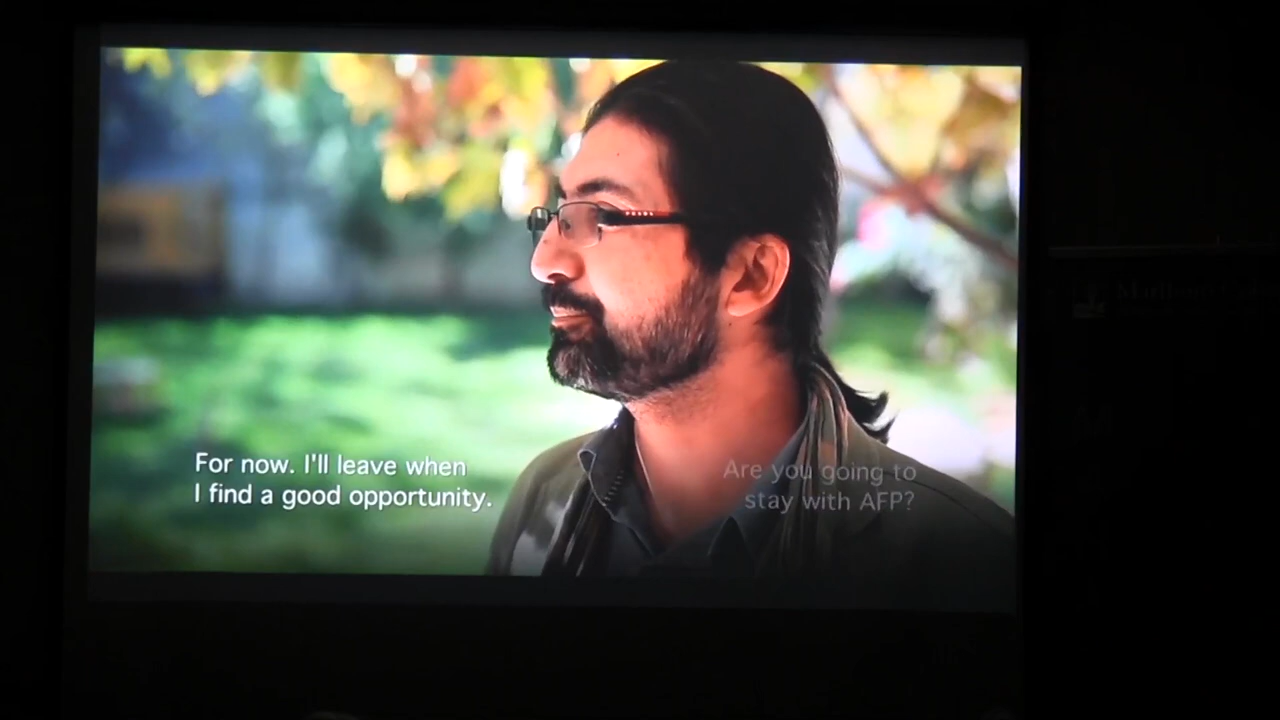 For now. I'll leave when
I find a good opportunity.
Are you going to
stay with AFP?